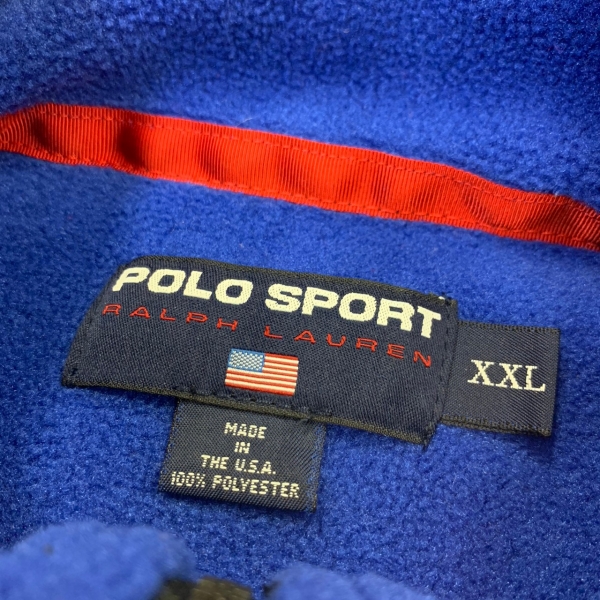 POLO SPORT
RALPH LAUREN
XXL
MADE
IN
THE U.S.A.
100% POLYESTER